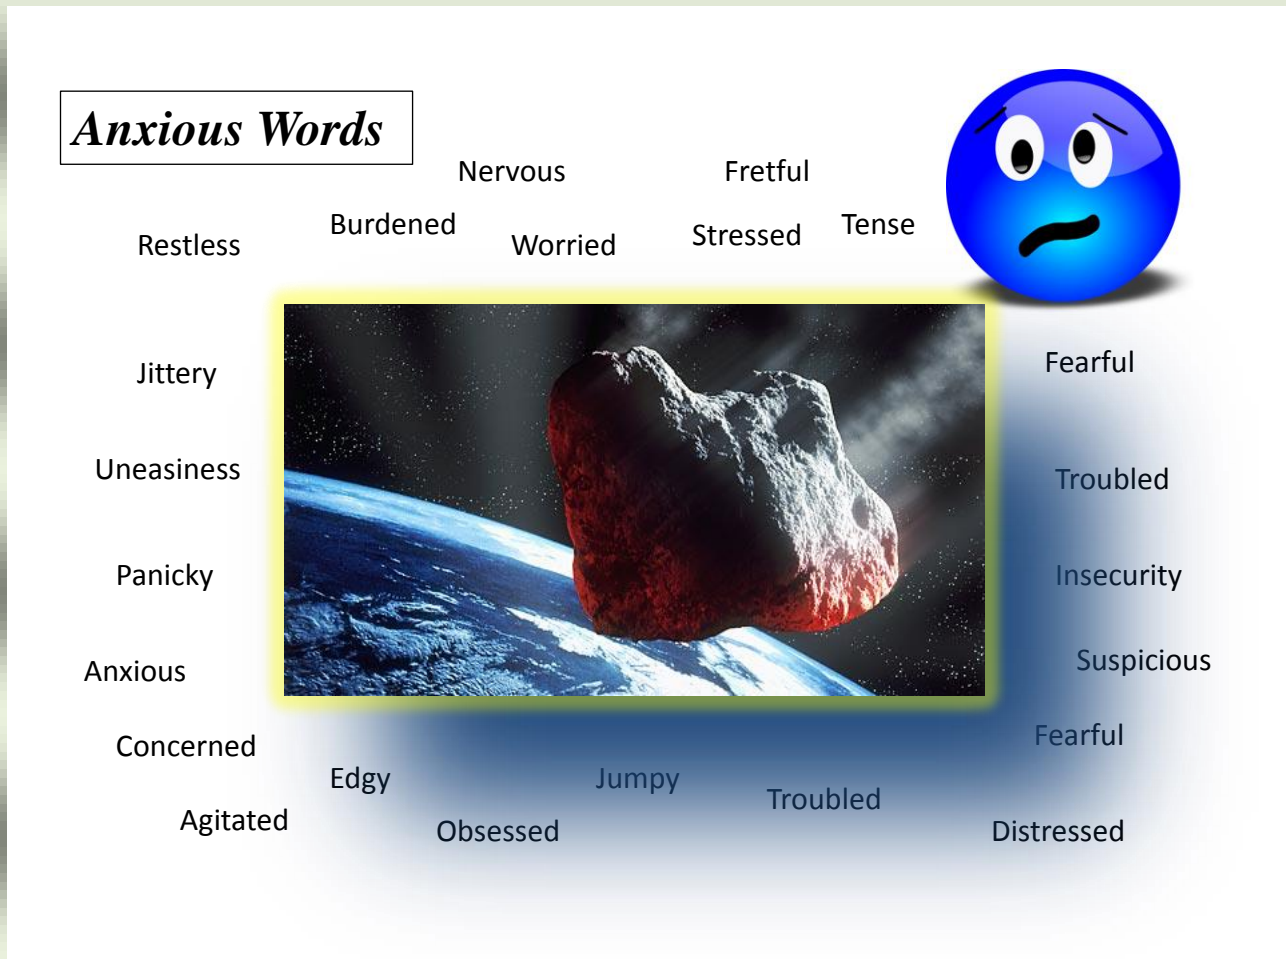 Anxious Words
Nervous
Fretful
Burdened
Worried
Stressed
Tense
Restless
Jittery
Fearful
Uneasiness
Troubled
Panicky
Insecurity
Anxious
Suspicious
Concerned
Fearful
Edgy
Jumpy
Troubled
Agitated
Obsessed
Distressed